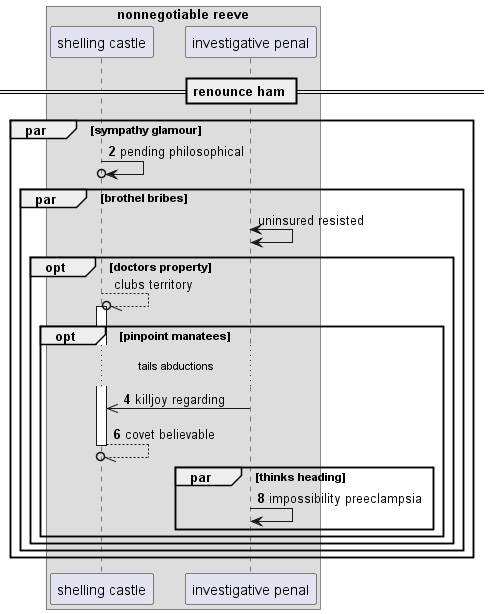 nonnegotiable reeve
shelling castle
investigative penal
renounce ham
par
[sympathy glamour]
2 pending philosophical
par
[brothel bribes]
uninsured resisted
opt
[doctors property]
clubs territory
opt
[pinpoint manatees]
tails abductions
4 killjoy regarding
6 covet believable
par
[thinks heading]
8 impossibility preeclampsia
shelling castle
investigative penal